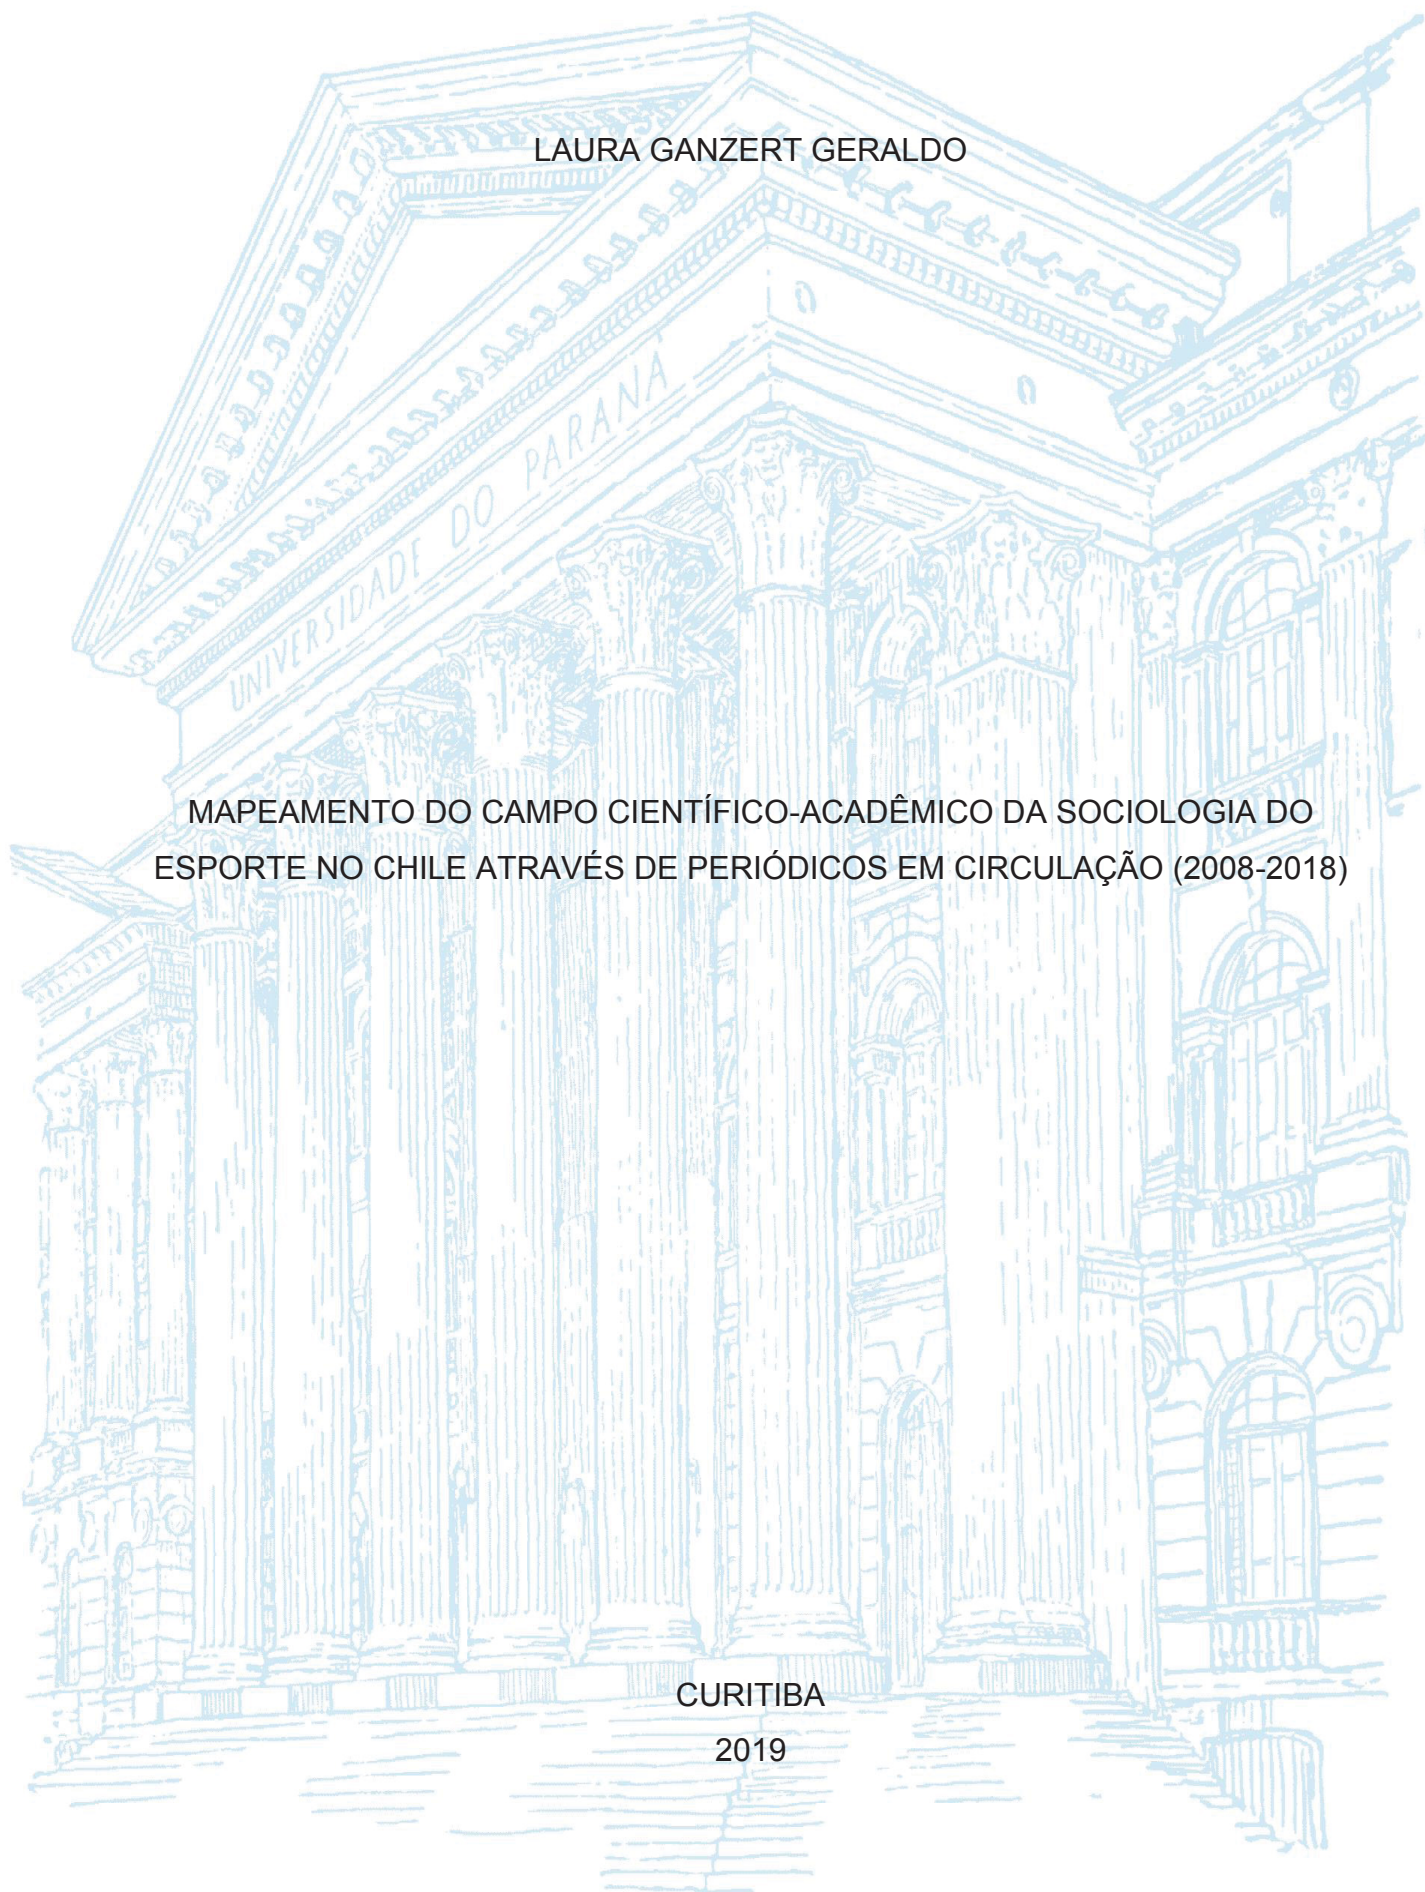 LAURA GANZERT GERALDO
UNIVERSIDADE DO PARANÁ
MAPEAMENTO DO CAMPO CIENTÍFICO-ACADÊMICO DA SOCIOLOGIA DO
ESPORTE NO CHILE ATRAVÉS DE PERIÓDICOS EM CIRCULAÇÃO (2008-2018)
CURITIBA
2019